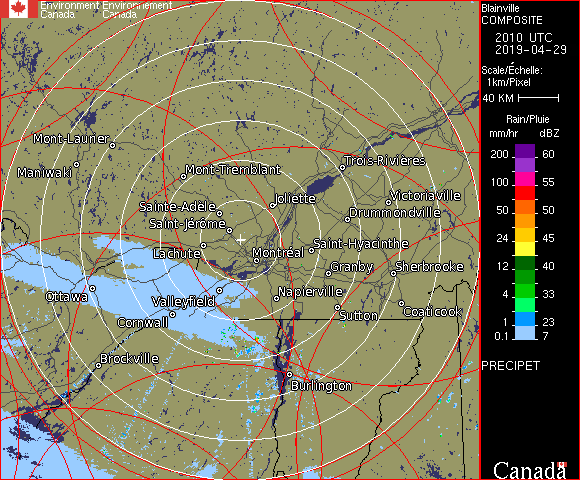 Environment Environnement
Canada Canada
Blainville
COMPOSITE
2010 UTC
2019-04-29
Scale/Échelle:
1km/Pixel
40 KM
Rain/Pluie
mm/hr dBZ
200 60
100 55
50 50
24 45
12 40
4 33
1 23
0.1 7
PRECIPET
Canada
Mont-Laurier
Maniwaki
Mont-Tremblant
Trois-Rivières
Joliette
Victoriaville
Sainte-Adèle
Drummondville
Saint-Jérôme
Saint-Hyacinthe
Lachute
Montréal
Granby
Sherbrooke
Ottawa
Valleyfield
Napierville
Cornwall
Sutton
Coaticook
Brockville
Burlington